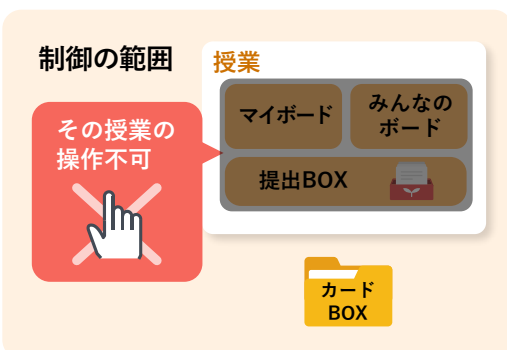 制御の範囲
授業
その授業の
操作不可
マイボード
みんなの
ボード
提出BOX
カード
BOX